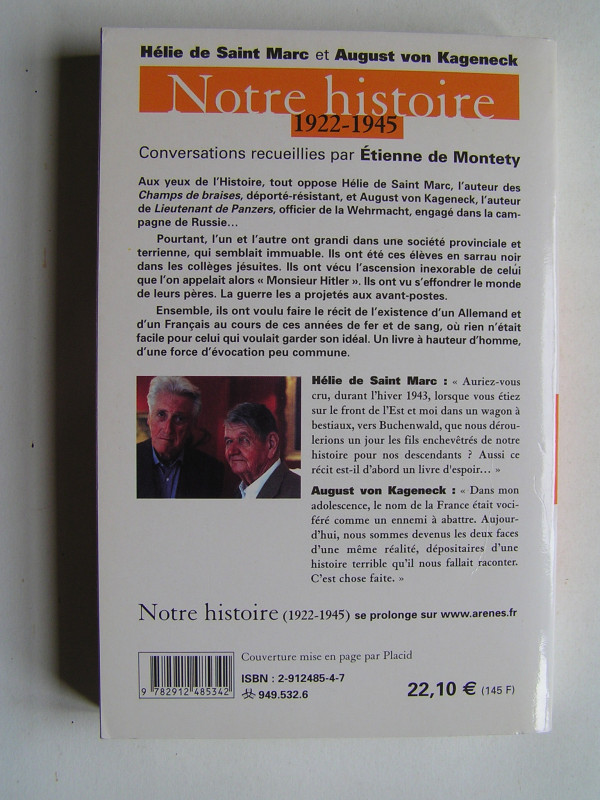 Hélie de Saint Marc et August von Kageneck
Notre histoire
1922-1945
Conversations recueillies par Étienne de Montety
Aux yeux de l'Histoire, tout oppose Hélie de Saint Marc, l'auteur des
Champs de braises, déporté-résistant, et August von Kageneck, l'auteur
de Lieutenant de Panzers, officier de la Wehrmacht, engagé dans la cam-
pagne de Russie…
Pourtant, l'un et l'autre ont grandi dans une société provinciale et
terrienne, qui semblait immuable. Ils ont été ces élèves en sarrau noir
dans les collèges jésuites. Ils ont vécu l'ascension inexorable de celui
que l'on appelait alors « Monsieur Hitler ». Ils ont vu s'effondrer le monde
de leurs pères. La guerre les a projetés aux avant-postes.
Ensemble, ils ont voulu faire le récit de l'existence d'un Allemand et
d'un Français au cours de ces années de fer et de sang, où rien n'était
facile pour celui qui voulait garder son idéal. Un livre à hauteur d'homme,
d'une force d'évocation peu commune.
Hélie de Saint Marc : « Auriez-vous
cru, durant l'hiver 1943, lorsque vous étiez
sur le front de l'Est et moi dans un wagon à
bestiaux, vers Buchenwald, que nous dérou-
lerions un jour les fils enchevêtrés de notre
histoire pour nos descendants ? Aussi ce
récit est-il d'abord un livre d'espoir… »
August von Kageneck : « Dans mon
adolescence, le nom de la France était voci-
féré comme un ennemi à abattre. Aujour-
d'hui, nous sommes devenus les deux faces
d'une même réalité, dépositaires d'une
histoire terrible qu'il nous fallait raconter.
C'est chose faite. »
Notre histoire (1922-1945) se prolonge sur www.arenes.fr
Couverture mise en page par Placid
ISBN : 2-912485-4-7
949.532.6
9 782912 485342
22,10 € (145 F)